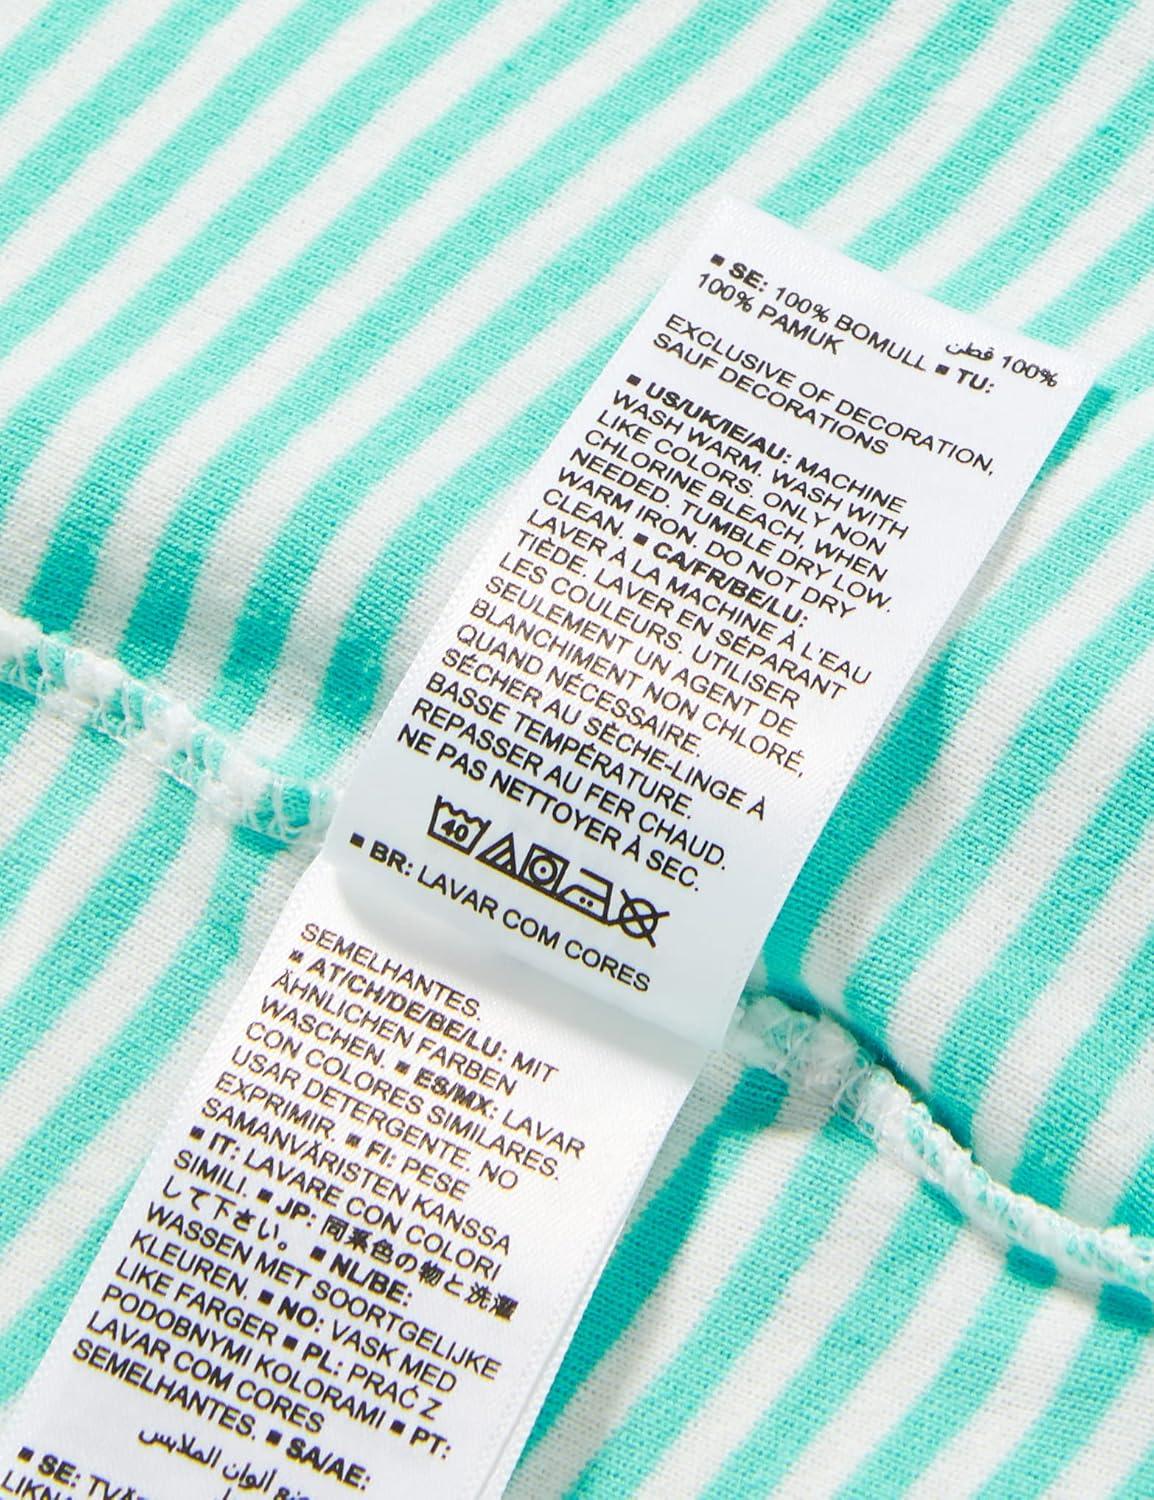 ■ SE: 100% BOMULL ■ TU: 100% قطن
100% PAMUK
EXCLUSIVE OF DECORATION,
SAUF DECORATIONS
■ US/UK/IE/AU: MACHINE
WASH WARM. WASH WITH
LIKE COLORS. ONLY NON
CHLORINE BLEACH, WHEN
NEEDED. TUMBLE DRY LOW.
WARM IRON. DO NOT DRY
CLEAN. ■ CA/FR/BE/LU:
LAVER À LA MACHINE À L'EAU
TIÈDE. LAVER EN SÉPARANT
LES COULEURS. UTILISER
SEULEMENT UN AGENT DE
BLANCHIMENT NON CHLORÉ,
QUAND NÉCESSAIRE.
SÉCHER AU SÈCHE-LINGE À
BASSE TEMPÉRATURE.
REPASSER AU FER CHAUD.
NE PAS NETTOYER À SEC.
40
■ BR: LAVAR COM CORES
SEMELHANTES.
■ AT/CH/DE/BE/LU: MIT
ÄHNLICHEN FARBEN
WASCHEN. ■ ES/MX: LAVAR
CON COLORES SIMILARES.
USAR DETERGENTE. NO
EXPRIMIR. ■ FI: PESE
SAMANVÄRISTEN KANSSA
■ IT: LAVARE CON COLORI
SIMILI. ■ JP: 同系色の物と洗濯
して下さい。 ■ NL/BE:
WASSEN MET SOORTGELIJKE
KLEUREN. ■ NO: VASK MED
LIKE FARGER ■ PL: PRAĆ Z
PODOBNYMI KOLORAMI ■ PT:
LAVAR COM CORES
SEMELHANTES. ■ SA/AE:
ألوان الملابس
■ SE: